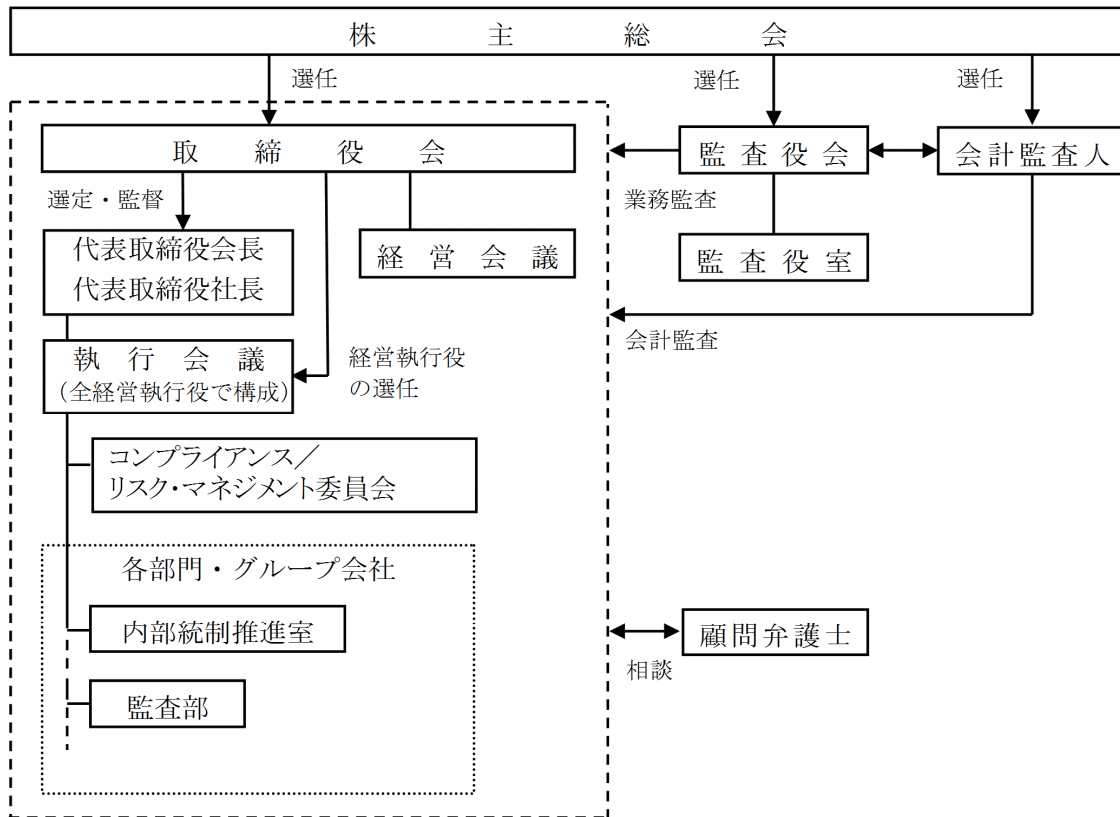 株主総会
選任
選任
選任
取締役会
監査役会
会計監査人
選定・監督
業務監査
代表取締役会長
代表取締役社長
経営会議
監査役室
会計監査
執行会議
(全経営執行役で構成)
経営執行役
の選任
コンプライアンス/
リスク・マネジメント委員会
各部門・グループ会社
内部統制推進室
顧問弁護士
相談
監査部